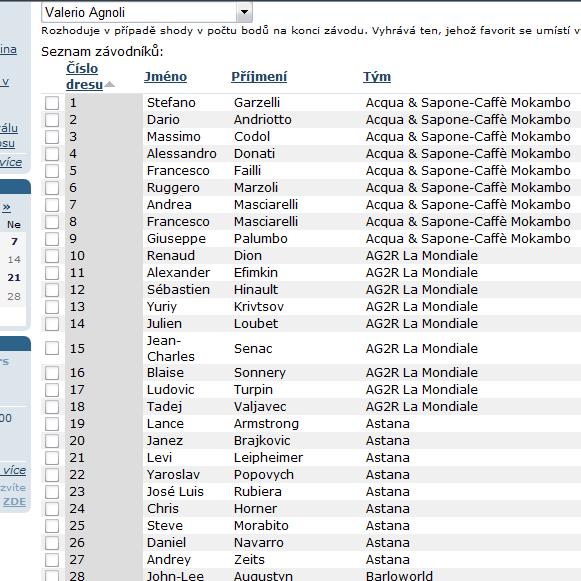 Valerio Agnoli
Rozhoduje v případě shody v počtu bodů na konci závodu. Vyhrává ten, jehož favorit se umístí v
Seznam závodníků:
Číslo dresu Jméno Příjmení Tým
1 Stefano Garzelli Acqua & Sapone-Caffè Mokambo
2 Dario Andriotto Acqua & Sapone-Caffè Mokambo
3 Massimo Codol Acqua & Sapone-Caffè Mokambo
4 Alessandro Donati Acqua & Sapone-Caffè Mokambo
5 Francesco Failli Acqua & Sapone-Caffè Mokambo
6 Ruggero Marzoli Acqua & Sapone-Caffè Mokambo
7 Andrea Masciarelli Acqua & Sapone-Caffè Mokambo
8 Francesco Masciarelli Acqua & Sapone-Caffè Mokambo
9 Giuseppe Palumbo Acqua & Sapone-Caffè Mokambo
10 Renaud Dion AG2R La Mondiale
11 Alexander Efimkin AG2R La Mondiale
12 Sébastien Hinault AG2R La Mondiale
13 Yuriy Krivtsov AG2R La Mondiale
14 Julien Loubet AG2R La Mondiale
15 Jean-Charles Senac AG2R La Mondiale
16 Blaise Sonnery AG2R La Mondiale
17 Ludovic Turpin AG2R La Mondiale
18 Tadej Valjavec AG2R La Mondiale
19 Lance Armstrong Astana
20 Janez Brajkovic Astana
21 Levi Leipheimer Astana
22 Yaroslav Popovych Astana
23 José Luis Rubiera Astana
24 Chris Horner Astana
25 Steve Morabito Astana
26 Daniel Navarro Astana
27 Andrey Zeits Astana
28 John-Lee Augustyn Barloworld
ina
v
álu
osu
více
»
Ne
7
14
21
28
rs
00
více
zvíte
ZDE